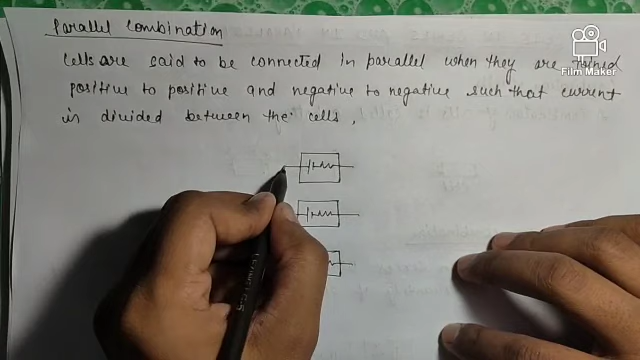 Parallel Combination
Cells are said to be connected in parallel when they are joined
positive to positive and negative to negative such that current
is divided between the cells.
Film Maker